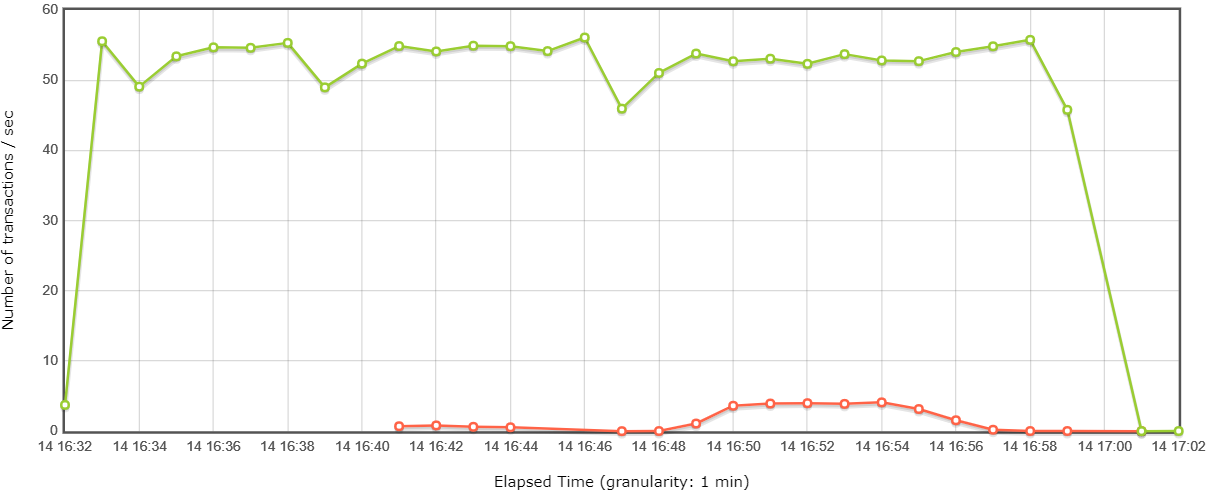 Number of transactions / sec
60
50
40
30
20
10
0
14 16:32 14 16:34 14 16:36 14 16:38 14 16:40 14 16:42 14 16:44 14 16:46 14 16:48 14 16:50 14 16:52 14 16:54 14 16:56 14 16:58 14 17:00 14 17:02
Elapsed Time (granularity: 1 min)